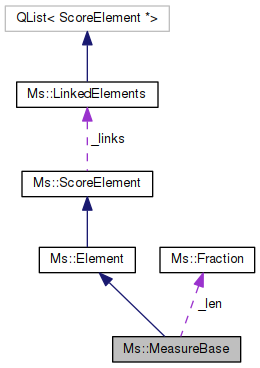 QList< ScoreElement *>
Ms::LinkedElements
_links
Ms::ScoreElement
Ms::Element
Ms::Fraction
_len
Ms::MeasureBase